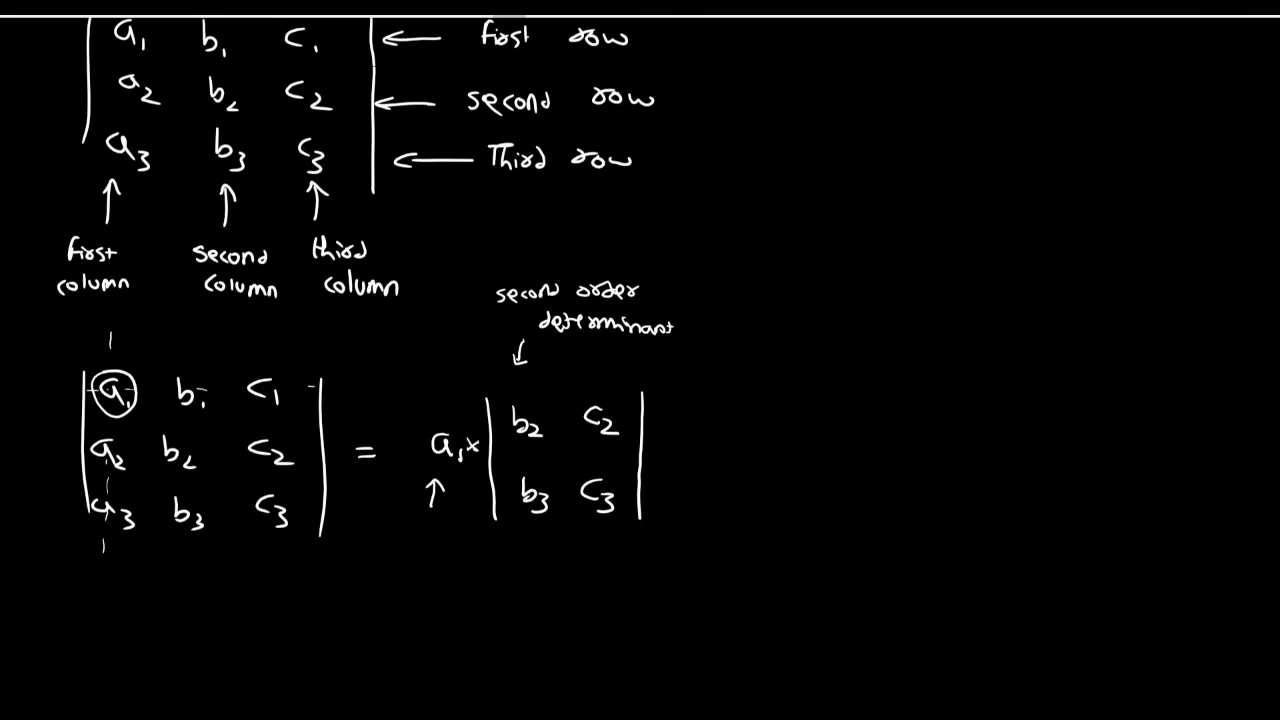 a₁ b₁ c₁ ← first row
a₂ b₂ c₂ ← second row
a₃ b₃ c₃ ← Third row
↑ ↑ ↑
first second third
column column column
second order
determinant
a₁ b₁ c₁
a₂ b₂ c₂ = a₁ × | b₂ c₂ |
a₃ b₃ c₃ ↑ | b₃ c₃ |